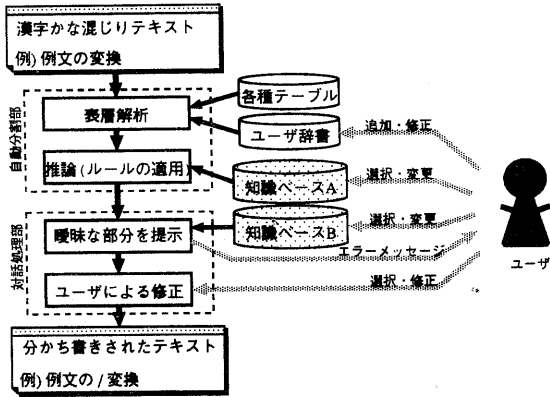 漢字かな混じりテキスト
例) 例文の変換
自動分割部
表層解析
推論(ルールの適用)
各種テーブル
ユーザ辞書
知識ベースA
知識ベースB
追加・修正
選択・変更
選択・変更
エラーメッセージ
選択・修正
ユーザ
対話処理部
曖昧な部分を提示
ユーザによる修正
分かち書きされたテキスト
例) 例文の / 変換